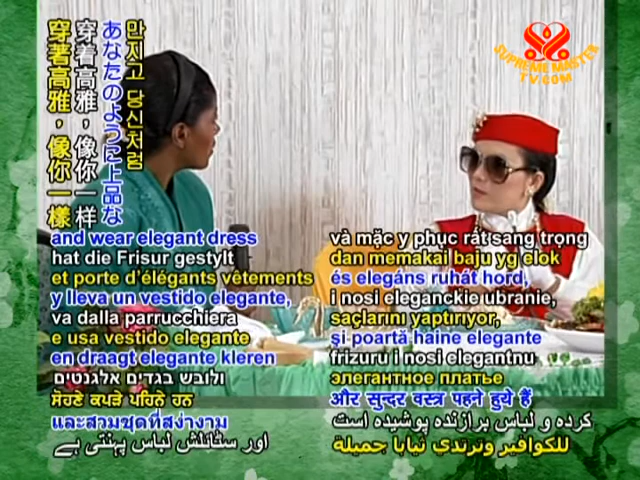 SUPREME MASTER
TV.COM
만지고 당신처럼
あなたのように上品な
穿着高雅，像你一样
穿著高雅，像你一樣
and wear elegant dress
hat die Frisur gestylt
et porte d'élégants vêtements
y lleva un vestido elegante,
va dalla parrucchiera
e usa vestido elegante
en draagt elegante kleren
ולובש בגדים אלגנטים
ਸੋਹਣੇ ਕਪੜੇ ਪਹਿਨੇ ਹਨ
และสวมชุดที่สง่างาม
اور سٹائلش لباس پہنتی ہے
và mặc y phục rất sang trọng
dan memakai baju yg elok
és elegáns ruhát hord,
i nosi eleganckie ubranie,
saçlarını yaptırıyor,
şi poartă haine elegante
frizuru i nosi elegantnu
элегантное платье
और सुन्दर वस्त्र पहने हुये हैं
کرده و لباس برازنده پوشیده است
للكوافير وترتدي ثيابا جميلة